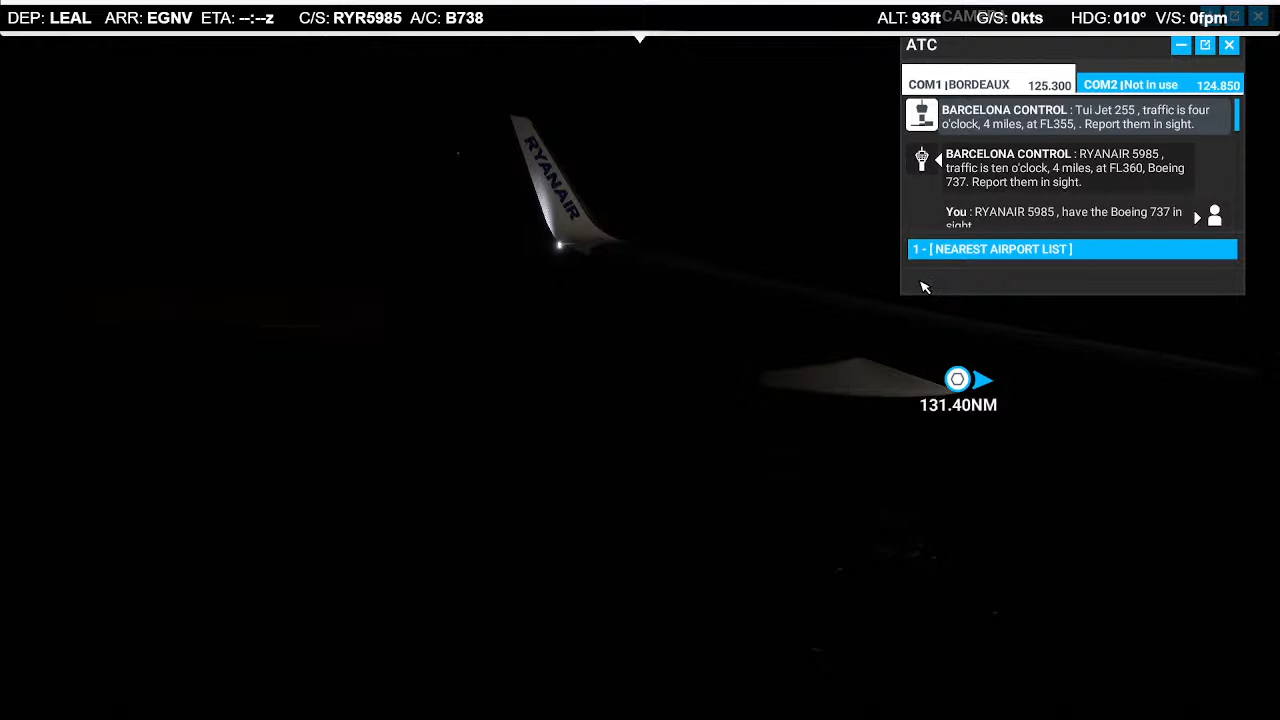 DEP: LEAL ARR: EGNV ETA: --:--z C/S: RYR5985 A/C: B738 ALT: 93ft G/S: 0kts HDG: 010° V/S: 0fpm
CAMERA
ATC
COM1 | BORDEAUX 125.300 COM2 | Not in use 124.850
BARCELONA CONTROL : Tui Jet 255 , traffic is four
o'clock, 4 miles, at FL355, . Report them in sight.
BARCELONA CONTROL : RYANAIR 5985 ,
traffic is ten o'clock, 4 miles, at FL360, Boeing
737. Report them in sight.
You : RYANAIR 5985 , have the Boeing 737 in
sight.
1 - [ NEAREST AIRPORT LIST ]
RYANAIR
131.40NM